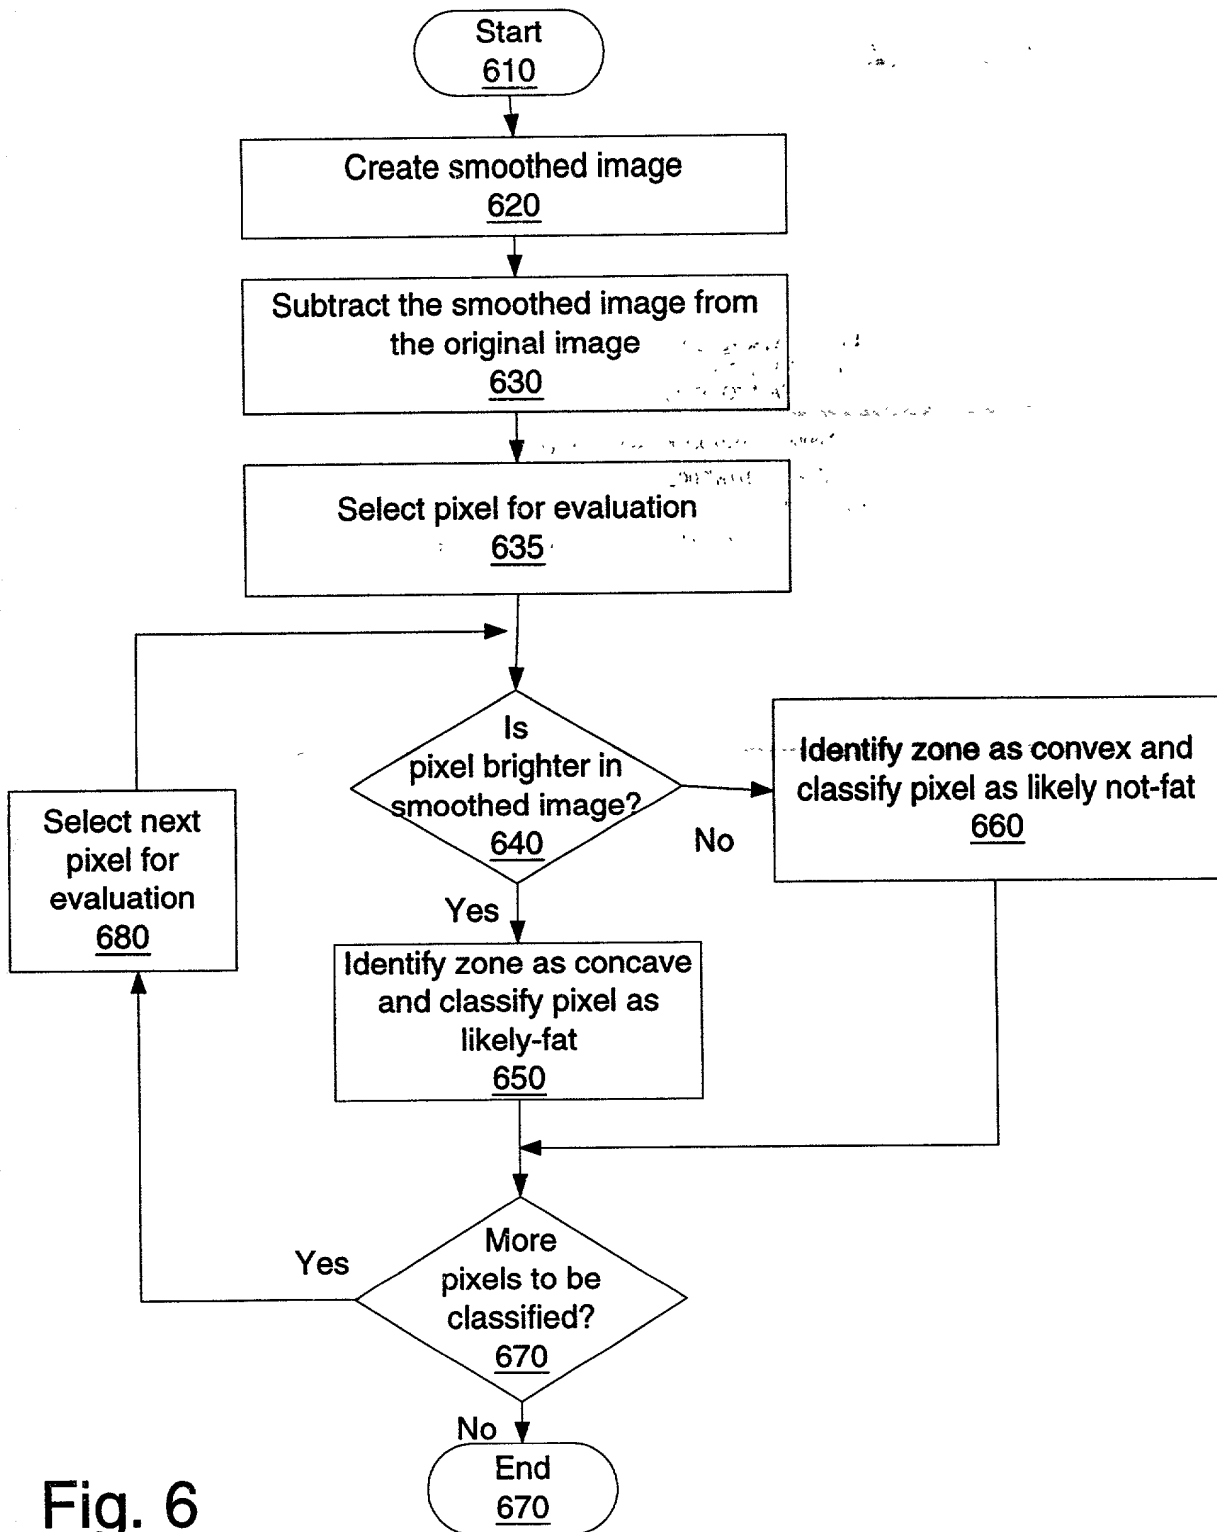 Start
610
Create smoothed image
620
Subtract the smoothed image from
the original image
630
Select pixel for evaluation
635
Is
pixel brighter in
smoothed image?
640
No
Identify zone as convex and
classify pixel as likely not-fat
660
Select next
pixel for
evaluation
680
Yes
Identify zone as concave
and classify pixel as
likely-fat
650
Yes
More
pixels to be
classified?
670
No
End
670
Fig. 6